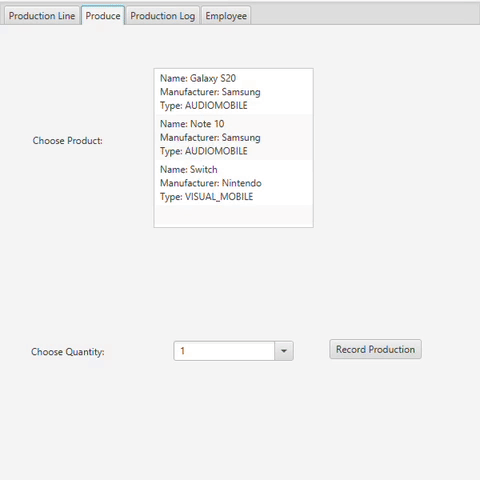 Production Line Produce Production Log Employee
Name: Galaxy S20
Manufacturer: Samsung
Type: AUDIOMOBILE
Name: Note 10
Manufacturer: Samsung
Type: AUDIOMOBILE
Name: Switch
Manufacturer: Nintendo
Type: VISUAL_MOBILE
Choose Product:
Choose Quantity: 1 Record Production